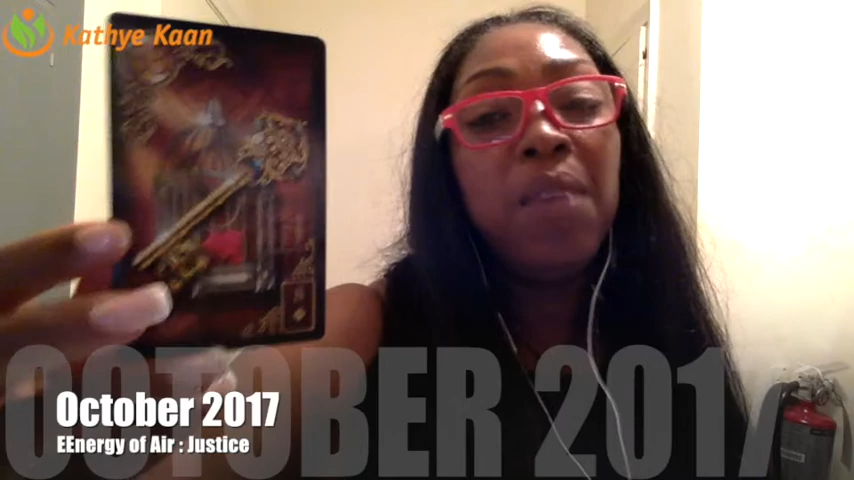 Kathye Kaan
OCTOBER 2017
October 2017
EEnergy of Air : Justice